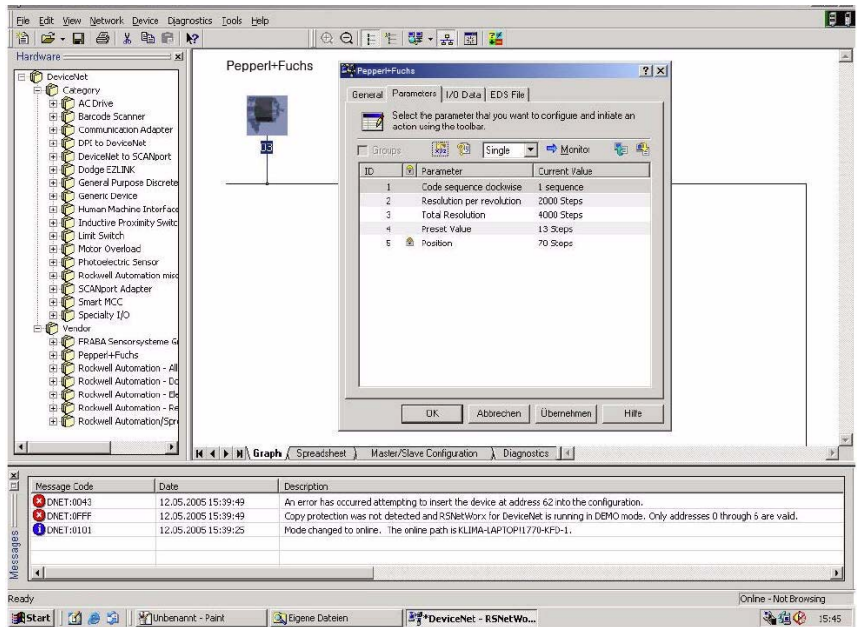 File Edit View Network Device Diagnostics Tools Help
Hardware
DeviceNet
Category
AC Drive
Barcode Scanner
Communication Adapter
DPI to DeviceNet
DeviceNet to SCANport
Dodge EZLINK
General Purpose Discrete
Generic Device
Human Machine Interface
Inductive Proximity Switc
Limit Switch
Motor Overload
Photoelectric Sensor
Rockwell Automation misc
SCANport Adapter
Smart MCC
Specialty I/O
Vendor
FRABA Sensorsysteme G
Pepperl+Fuchs
Rockwell Automation - All
Rockwell Automation - Do
Rockwell Automation - Ele
Rockwell Automation - Re
Rockwell Automation/Spr
Pepperl+Fuchs
03
Pepperl+Fuchs
General Parameters I/O Data EDS File
Select the parameter that you want to configure and initiate an
action using the toolbar.
Groups Single Monitor
ID Parameter Current Value
1 Code sequence clockwise 1 sequence
2 Resolution per revolution 2000 Steps
3 Total Resolution 4000 Steps
4 Preset Value 13 Steps
5 Position 70 Steps
OK Abbrechen Übernehmen Hilfe
Graph Spreadsheet Master/Slave Configuration Diagnostics
Messages
Message Code Date Description
DNET:0043 12.05.2005 15:39:49 An error has occurred attempting to insert the device at address 62 into the configuration.
DNET:0FFF 12.05.2005 15:39:49 Copy protection was not detected and RSNetWorx for DeviceNet is running in DEMO mode. Only addresses 0 through 6 are valid.
DNET:0101 12.05.2005 15:39:25 Mode changed to online. The online path is KLIMA-LAPTOP!1770-KFD-1.
Ready Online - Not Browsing
Start Unbenannt - Paint Eigene Dateien *DeviceNet - RSNetWo... 15:45